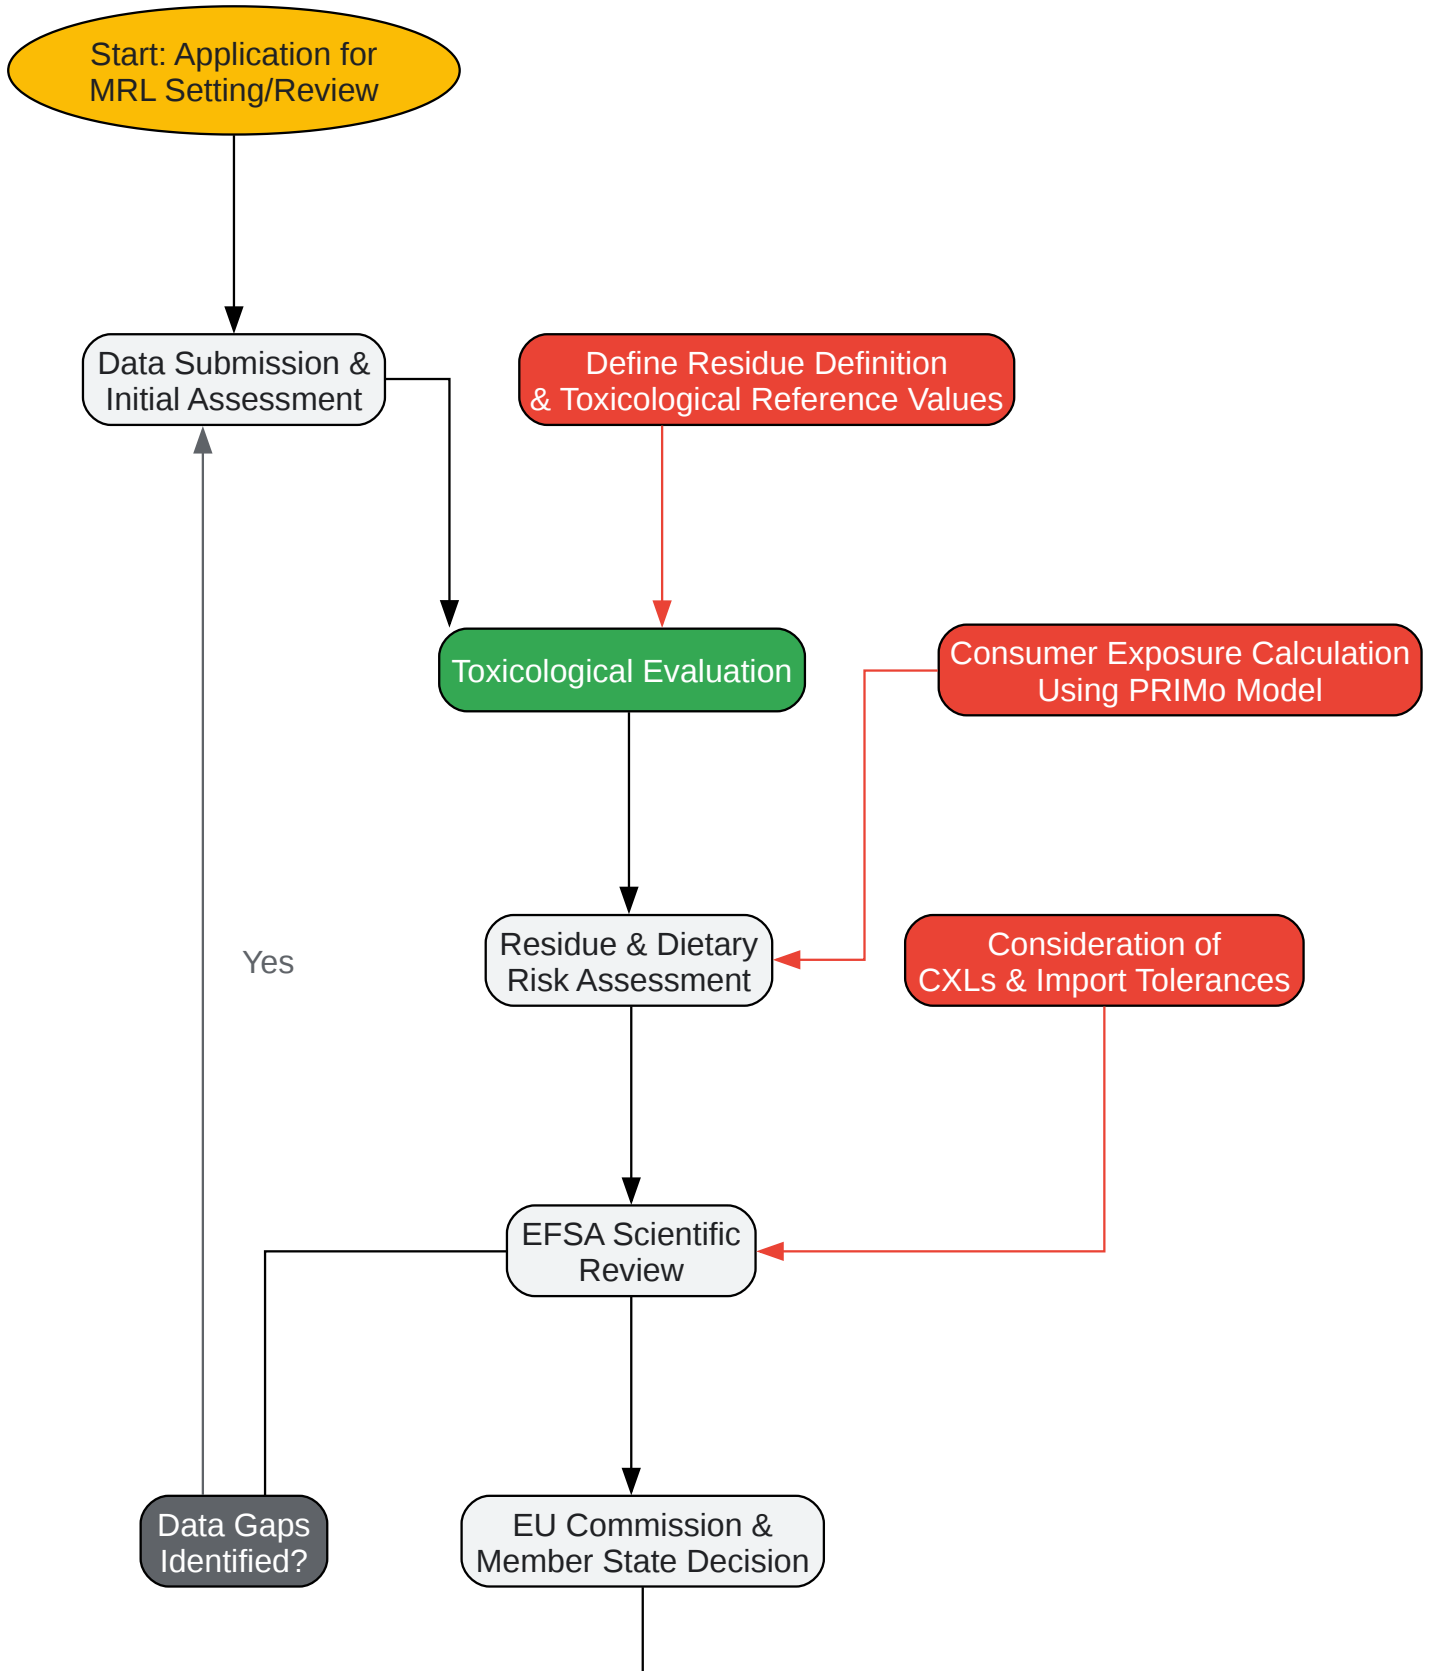 Start: Application for
MRL Setting/Review
Data Submission &
Initial Assessment
Define Residue Definition
& Toxicological Reference Values
Toxicological Evaluation
Consumer Exposure Calculation
Using PRIMo Model
Yes
Residue & Dietary
Risk Assessment
Consideration of
CXLs & Import Tolerances
EFSA Scientific
Review
Data Gaps
Identified?
EU Commission &
Member State Decision